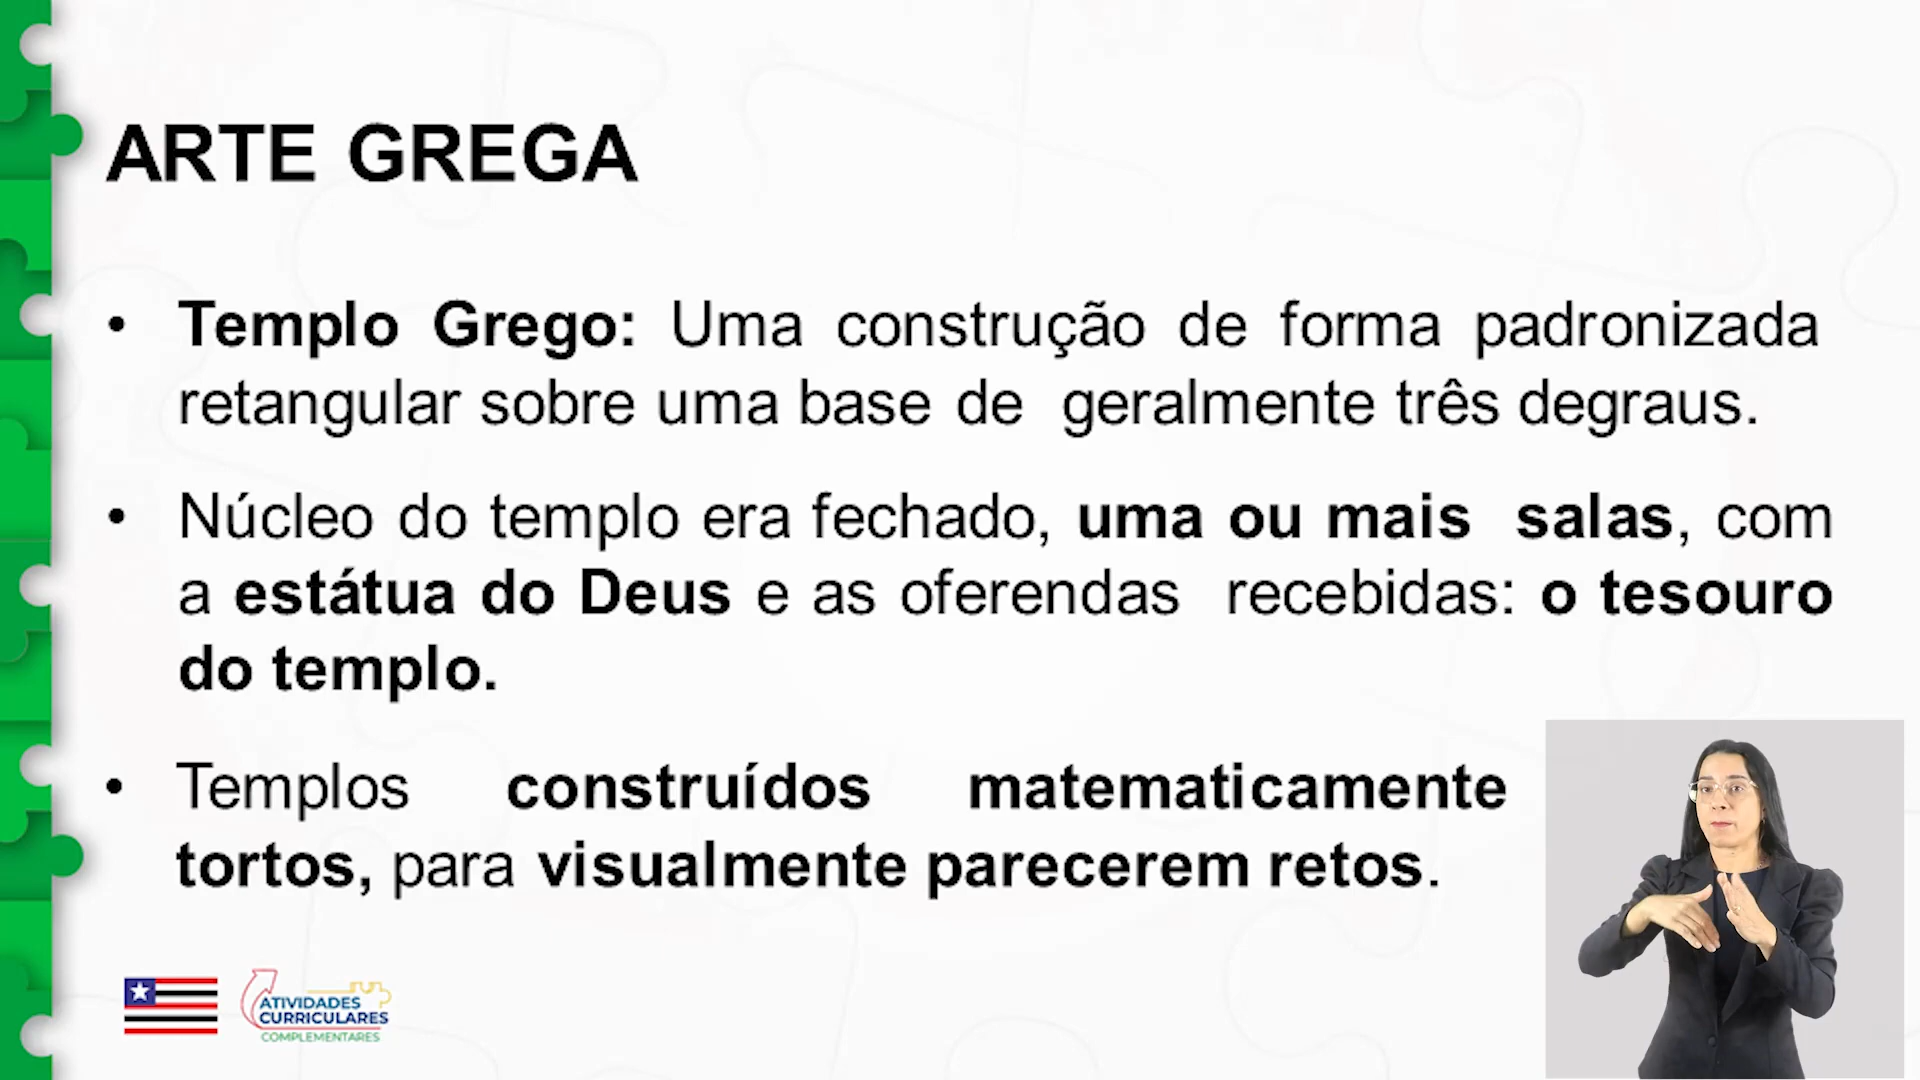 ARTE GREGA
• Templo Grego: Uma construção de forma padronizada
retangular sobre uma base de geralmente três degraus.
• Núcleo do templo era fechado, uma ou mais salas, com
a estátua do Deus e as oferendas recebidas: o tesouro
do templo.
• Templos construídos matematicamente
tortos, para visualmente parecerem retos.
ATIVIDADES
CURRICULARES
COMPLEMENTARES